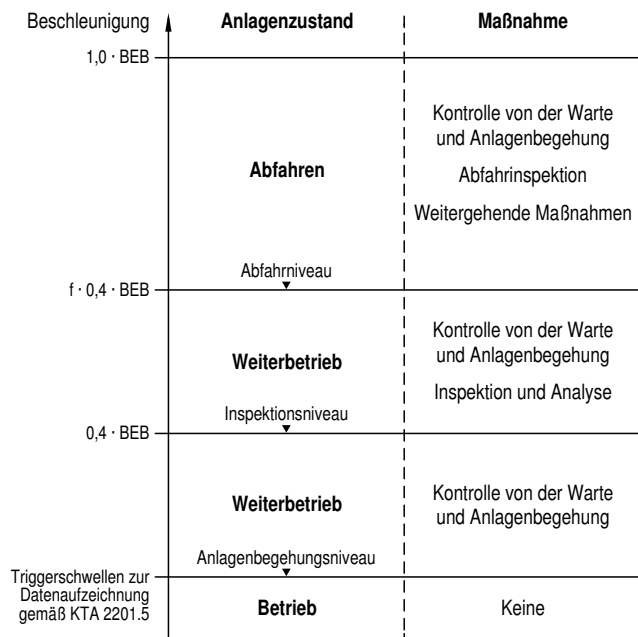 Beschleunigung Anlagenzustand Maßnahme
1,0 · BEB
Kontrolle von der Warte
und Anlagenbegehung
Abfahren
Abfahrinspektion
Weitergehende Maßnahmen
Abfahrniveau
f · 0,4 · BEB
Kontrolle von der Warte
und Anlagenbegehung
Weiterbetrieb
Inspektion und Analyse
Inspektionsniveau
0,4 · BEB
Weiterbetrieb
Kontrolle von der Warte
und Anlagenbegehung
Anlagenbegehungsniveau
Triggerschwellen zur
Datenaufzeichnung
gemäß KTA 2201.5
Betrieb
Keine